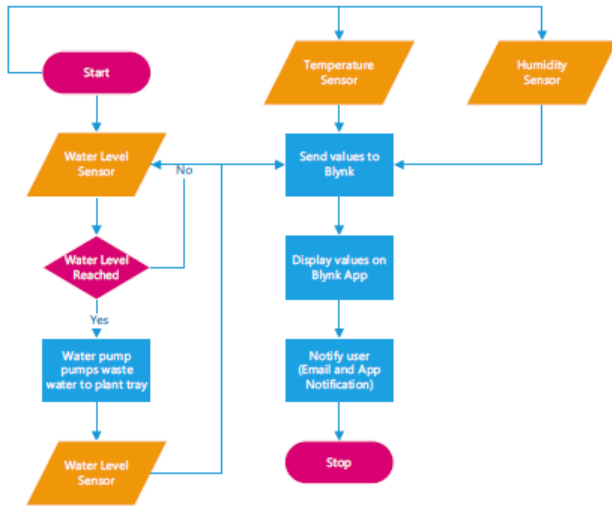 Start
Temperature
Sensor
Humidity
Sensor
Water Level
Sensor
No
Send values to
Blynk
Water Level
Reached
Display values on
Blynk App
Yes
Water pump
pumps waste
water to plant tray
Notify user
(Email and App
Notification)
Water Level
Sensor
Stop